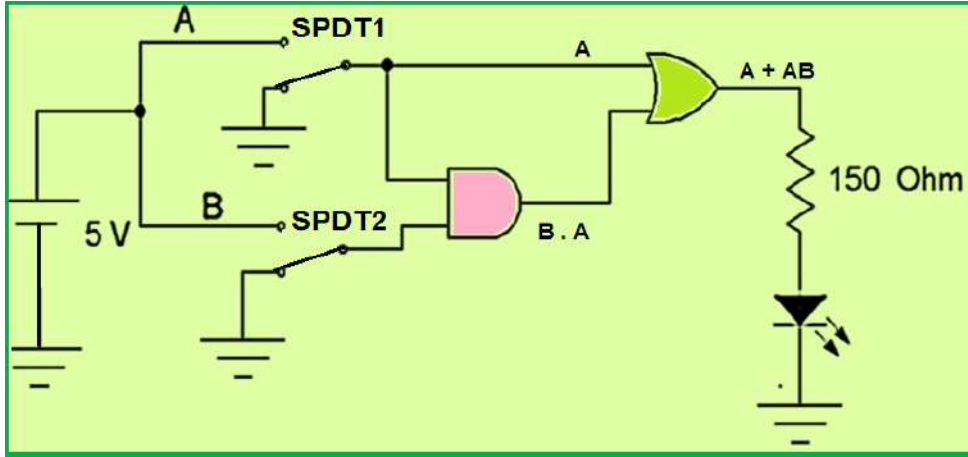 A
SPDT1
A
A + AB
150 Ohm
B
SPDT2
5 V
B . A